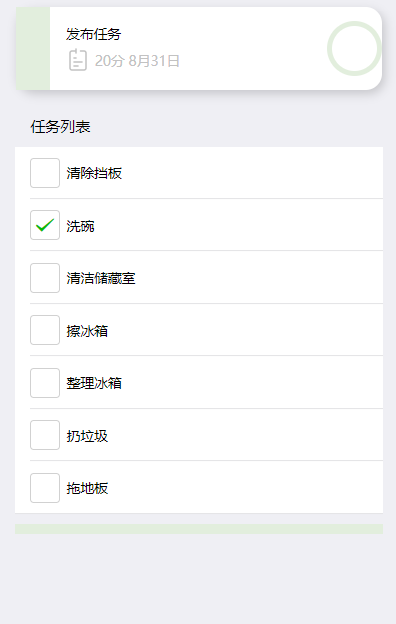 发布任务
20分 8月31日
任务列表
清除挡板
洗碗
清洁储藏室
擦冰箱
整理冰箱
扔垃圾
拖地板